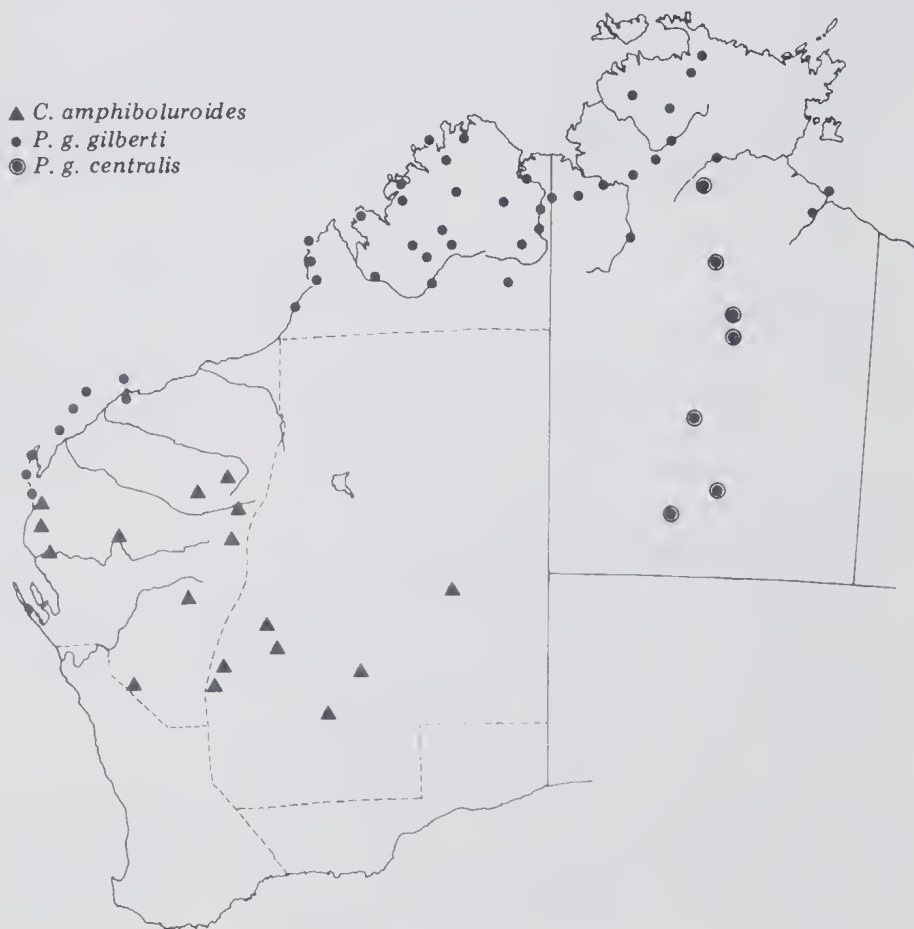 ▲ C. amphiboluroides
● P. g. gilberti
◉ P. g. centralis